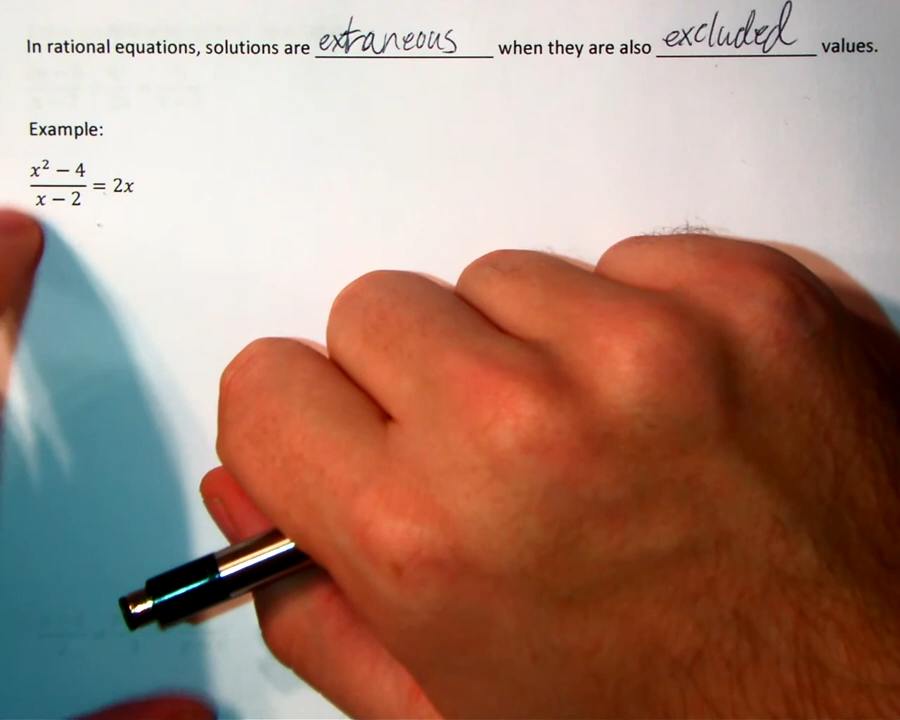 In rational equations, solutions are extraneous when they are also excluded values.
Example:
x² − 4
x − 2 = 2x